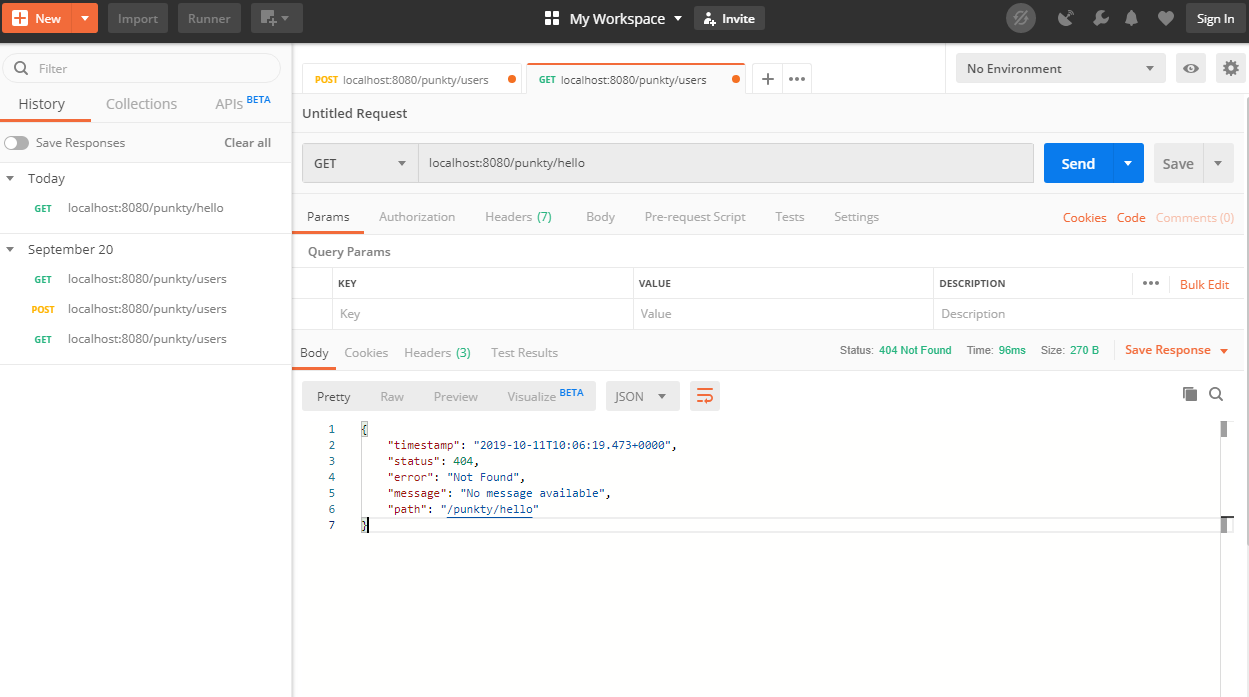 New Import Runner My Workspace Invite Sign In
Filter
History Collections APIs BETA
Save Responses Clear all
Today
GET localhost:8080/punkty/hello
September 20
GET localhost:8080/punkty/users
POST localhost:8080/punkty/users
GET localhost:8080/punkty/users
POST localhost:8080/punkty/users GET localhost:8080/punkty/users + ••• No Environment
Untitled Request
GET localhost:8080/punkty/hello Send Save
Params Authorization Headers (7) Body Pre-request Script Tests Settings Cookies Code Comments (0)
Query Params
KEY VALUE DESCRIPTION ••• Bulk Edit
Key Value Description
Body Cookies Headers (3) Test Results Status: 404 Not Found Time: 96ms Size: 270 B Save Response
Pretty Raw Preview Visualize BETA JSON
1 {
2 "timestamp": "2019-10-11T10:06:19.473+0000",
3 "status": 404,
4 "error": "Not Found",
5 "message": "No message available",
6 "path": "/punkty/hello"
7 }